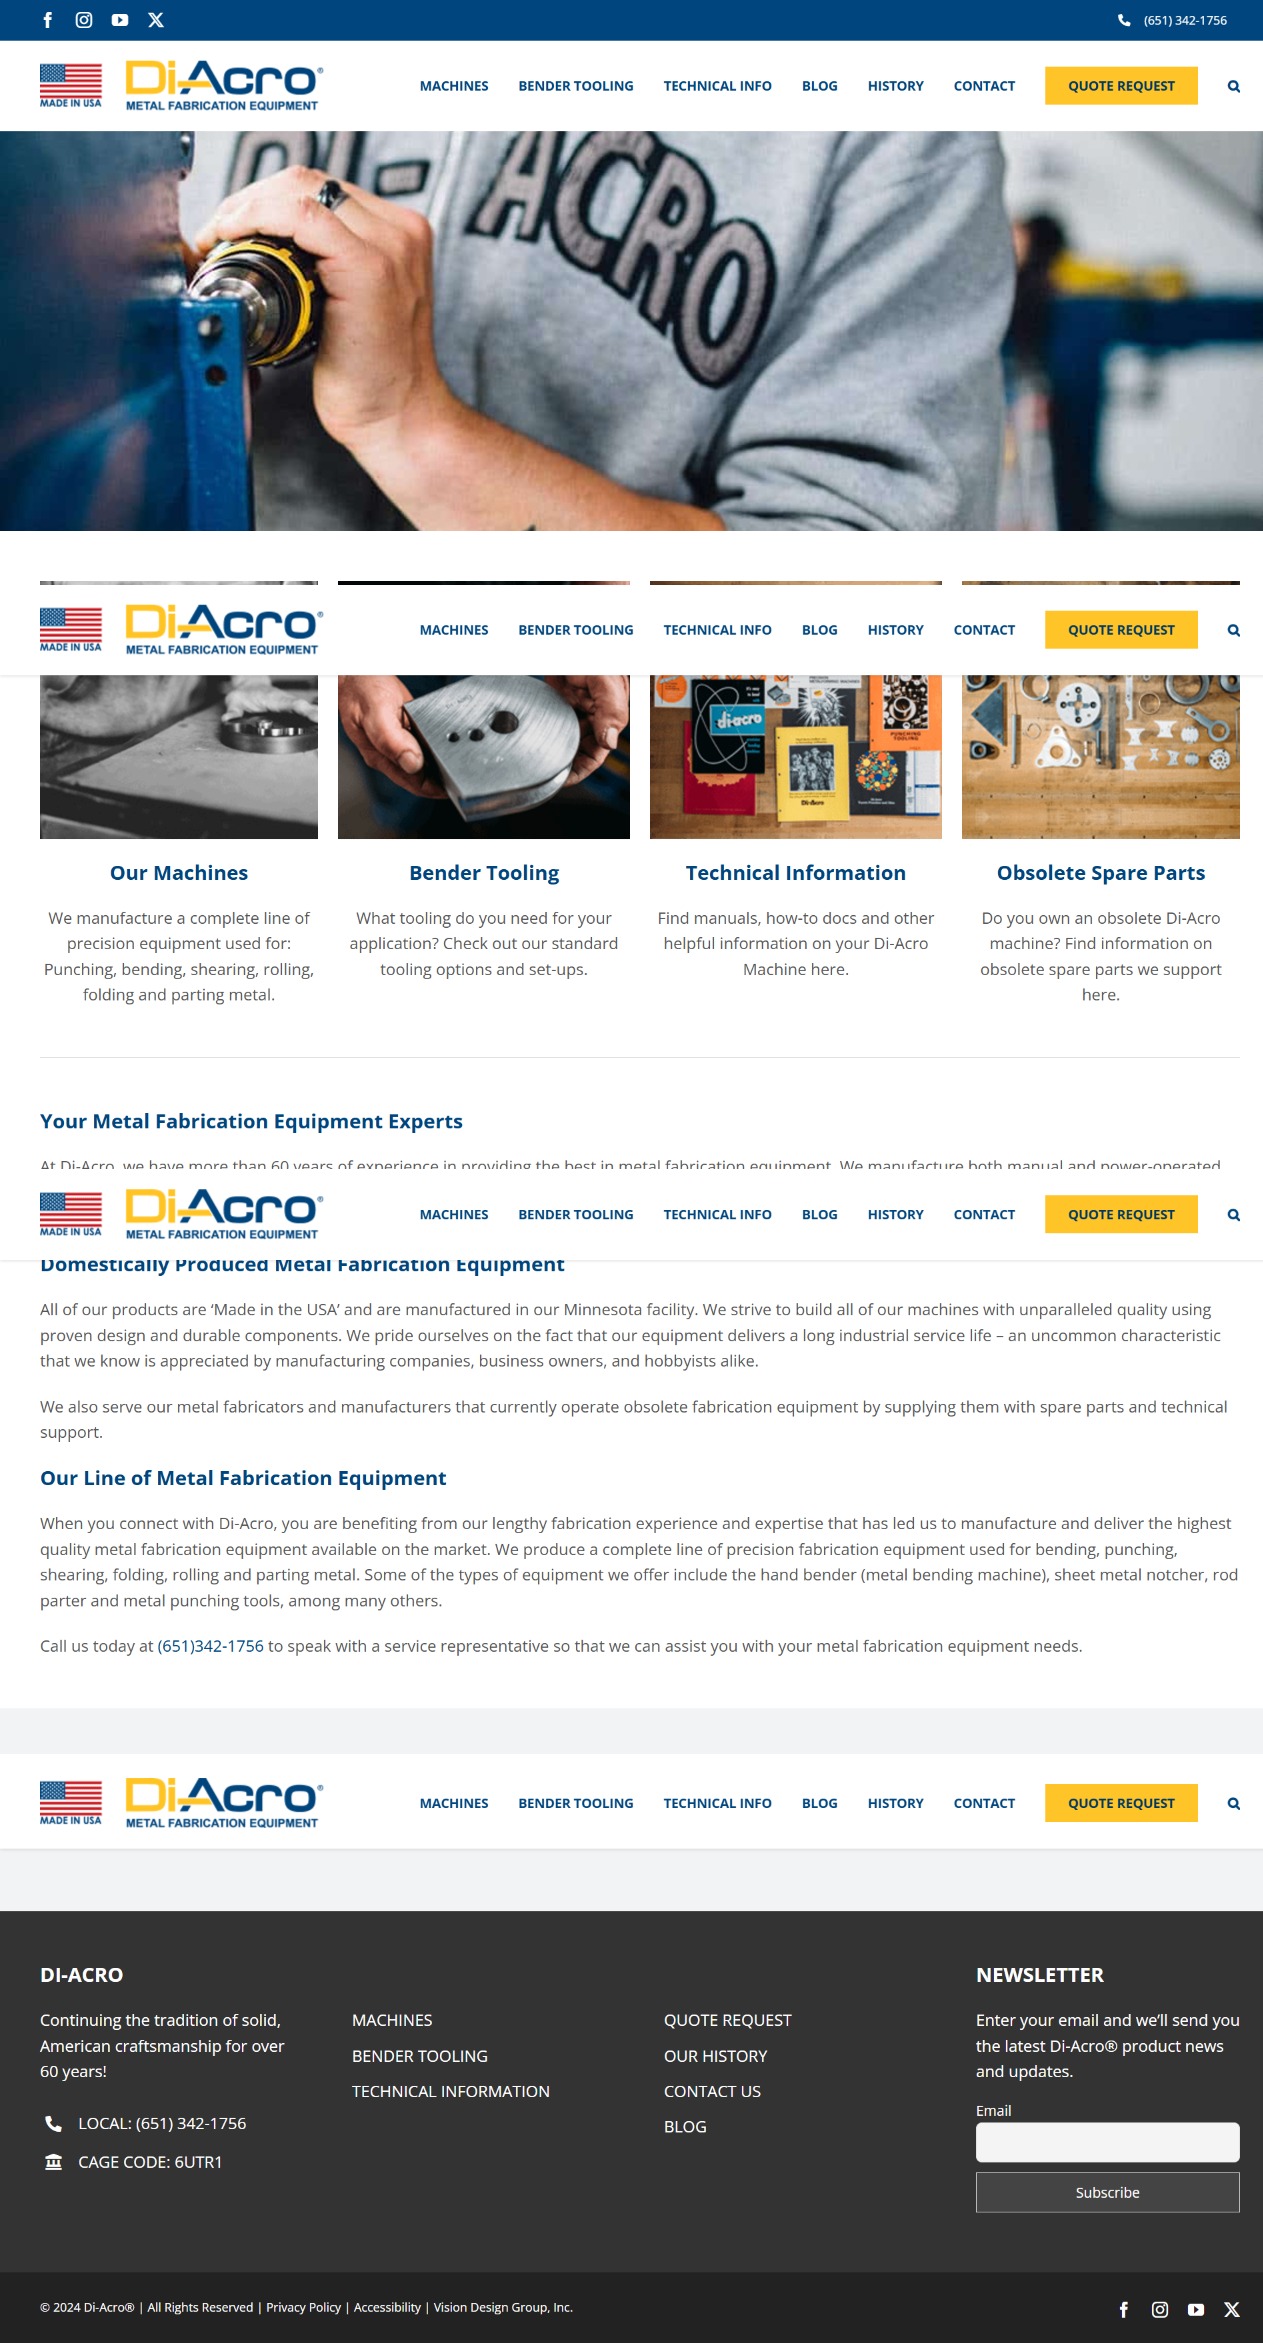 (651) 342-1756
MADE IN USA
Di-Acro®
METAL FABRICATION EQUIPMENT
MACHINES BENDER TOOLING TECHNICAL INFO BLOG HISTORY CONTACT QUOTE REQUEST
DI-ACRO
MADE IN USA
Di-Acro®
METAL FABRICATION EQUIPMENT
MACHINES BENDER TOOLING TECHNICAL INFO BLOG HISTORY CONTACT QUOTE REQUEST
di-acro
PUNCHING
TOOLING
Di-Acro
Our Machines
We manufacture a complete line of
precision equipment used for:
Punching, bending, shearing, rolling,
folding and parting metal.
Bender Tooling
What tooling do you need for your
application? Check out our standard
tooling options and set-ups.
Technical Information
Find manuals, how-to docs and other
helpful information on your Di-Acro
Machine here.
Obsolete Spare Parts
Do you own an obsolete Di-Acro
machine? Find information on
obsolete spare parts we support
here.
Your Metal Fabrication Equipment Experts
At Di-Acro, we have more than 60 years of experience in providing the best in metal fabrication equipment. We manufacture both manual and power-operated
MADE IN USA
Di-Acro®
METAL FABRICATION EQUIPMENT
MACHINES BENDER TOOLING TECHNICAL INFO BLOG HISTORY CONTACT QUOTE REQUEST
Domestically Produced Metal Fabrication Equipment
All of our products are ‘Made in the USA’ and are manufactured in our Minnesota facility. We strive to build all of our machines with unparalleled quality using
proven design and durable components. We pride ourselves on the fact that our equipment delivers a long industrial service life – an uncommon characteristic
that we know is appreciated by manufacturing companies, business owners, and hobbyists alike.
We also serve our metal fabricators and manufacturers that currently operate obsolete fabrication equipment by supplying them with spare parts and technical
support.
Our Line of Metal Fabrication Equipment
When you connect with Di-Acro, you are benefiting from our lengthy fabrication experience and expertise that has led us to manufacture and deliver the highest
quality metal fabrication equipment available on the market. We produce a complete line of precision fabrication equipment used for bending, punching,
shearing, folding, rolling and parting metal. Some of the types of equipment we offer include the hand bender (metal bending machine), sheet metal notcher, rod
parter and metal punching tools, among many others.
Call us today at (651)342-1756 to speak with a service representative so that we can assist you with your metal fabrication equipment needs.
MADE IN USA
Di-Acro®
METAL FABRICATION EQUIPMENT
MACHINES BENDER TOOLING TECHNICAL INFO BLOG HISTORY CONTACT QUOTE REQUEST
DI-ACRO
Continuing the tradition of solid,
American craftsmanship for over
60 years!
LOCAL: (651) 342-1756
CAGE CODE: 6UTR1
MACHINES
BENDER TOOLING
TECHNICAL INFORMATION
QUOTE REQUEST
OUR HISTORY
CONTACT US
BLOG
NEWSLETTER
Enter your email and we’ll send you
the latest Di-Acro® product news
and updates.
Email
Subscribe
© 2024 Di-Acro® | All Rights Reserved | Privacy Policy | Accessibility | Vision Design Group, Inc.